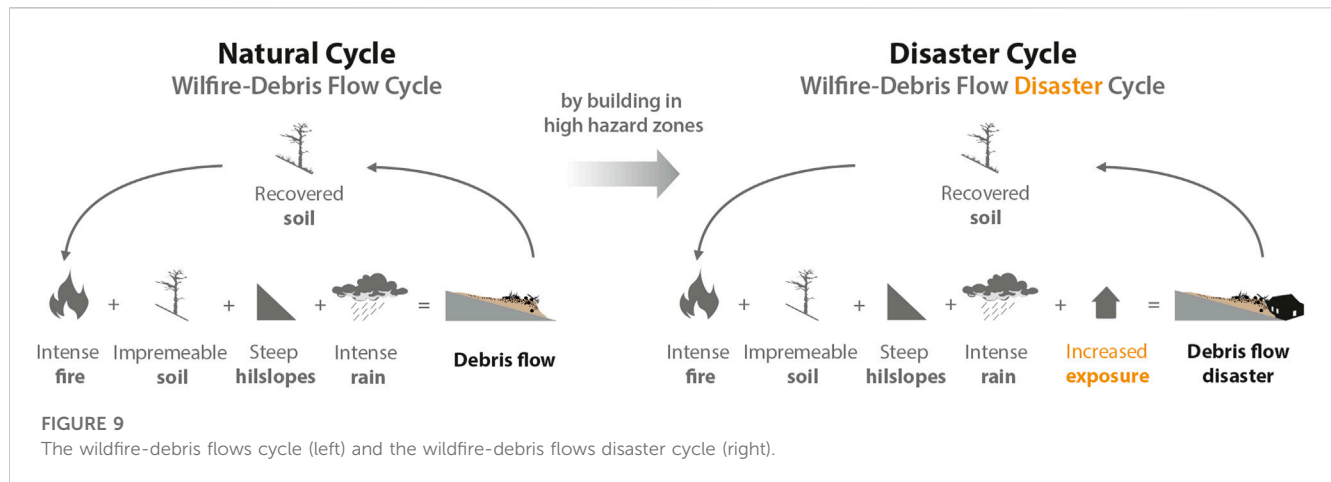 Natural Cycle
Wilfire-Debris Flow Cycle
Recovered
soil
Intense
fire
+
Impremeable
soil
+
Steep
hilslopes
+
Intense
rain
=
Debris flow
by building in
high hazard zones
Disaster Cycle
Wilfire-Debris Flow Disaster Cycle
Recovered
soil
Intense
fire
+
Impremeable
soil
+
Steep
hilslopes
+
Intense
rain
+
Increased
exposure
=
Debris flow
disaster
FIGURE 9
The wildfire-debris flows cycle (left) and the wildfire-debris flows disaster cycle (right).